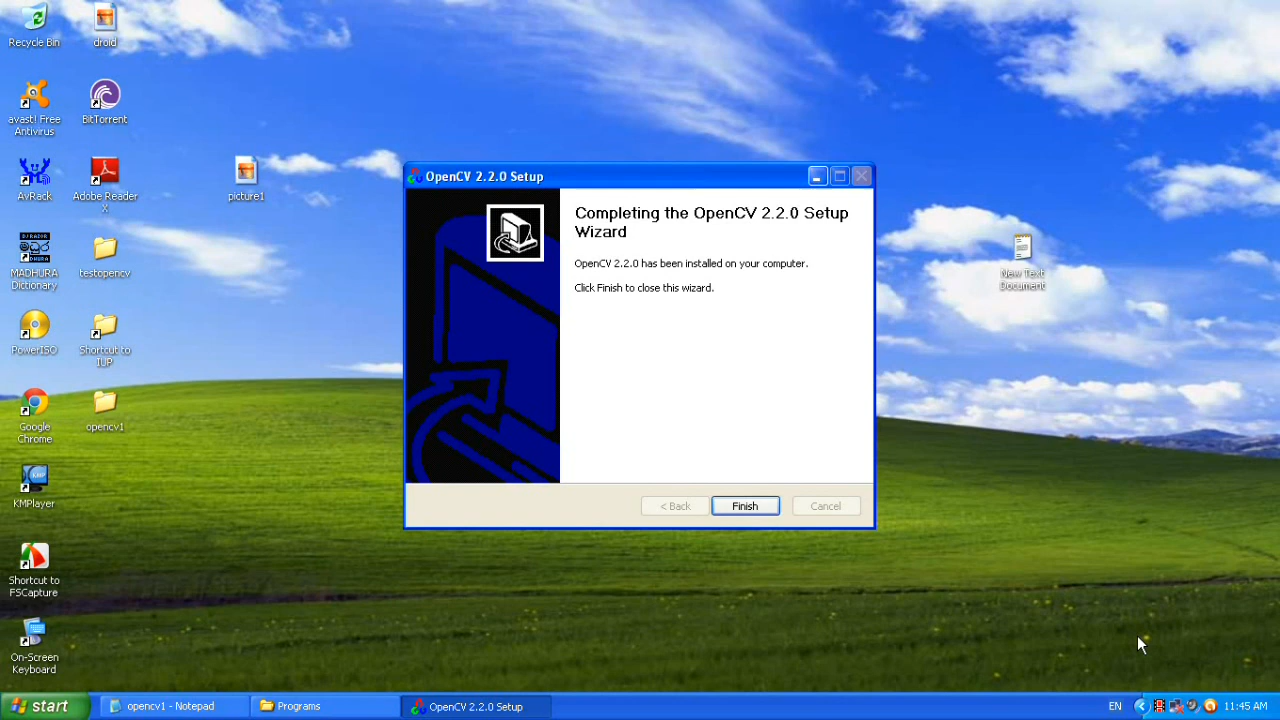 Recycle Bin
droid
avast! Free
Antivirus
BitTorrent
AvRack
Adobe Reader
X
picture1
MADHURA
Dictionary
testopencv
New Text
Document
PowerISO
Shortcut to
IUP
Google
Chrome
opencv1
KMPlayer
Shortcut to
FSCapture
On-Screen
Keyboard
OpenCV 2.2.0 Setup
Completing the OpenCV 2.2.0 Setup
Wizard
OpenCV 2.2.0 has been installed on your computer.
Click Finish to close this wizard.
< Back
Finish
Cancel
start
opencv1 - Notepad
Programs
OpenCV 2.2.0 Setup
EN
11:45 AM